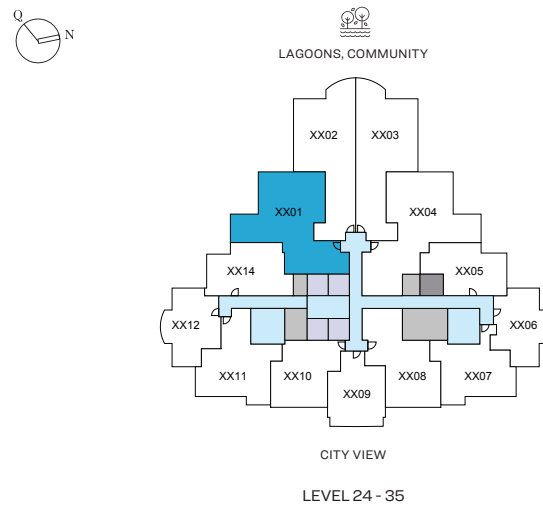 Q
N
LAGOONS, COMMUNITY
XX02 XX03
XX01 XX04
XX14 XX05
XX12 XX06
XX11 XX10 XX09 XX08 XX07
CITY VIEW
LEVEL 24 - 35